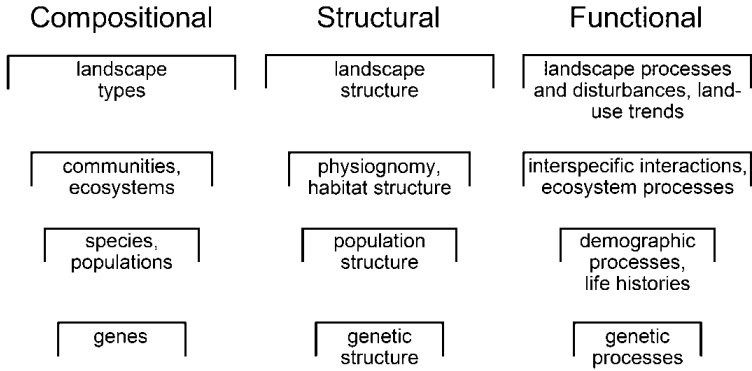 Compositional
Structural
Functional
landscape
types
landscape
structure
landscape processes
and disturbances, land-
use trends
communities,
ecosystems
physiognomy,
habitat structure
interspecific interactions,
ecosystem processes
species,
populations
population
structure
demographic
processes,
life histories
genes
genetic
structure
genetic
processes